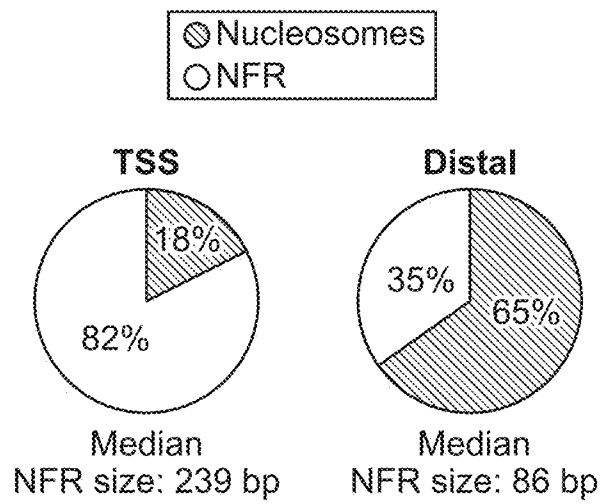 Nucleosomes
NFR
TSS
Distal
18%
82%
35%
65%
Median
NFR size: 239 bp
Median
NFR size: 86 bp